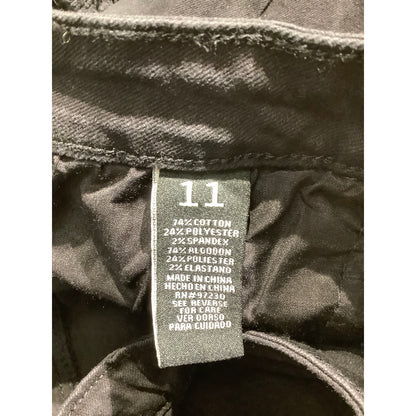 11
74% COTTON
24% POLYESTER
2% SPANDEX
74% ALGODON
24% POLIESTER
2% ELASTANO
MADE IN CHINA
HECHO EN CHINA
RN#97230
SEE REVERSE
FOR CARE
VER DORSO
PARA CUIDADO